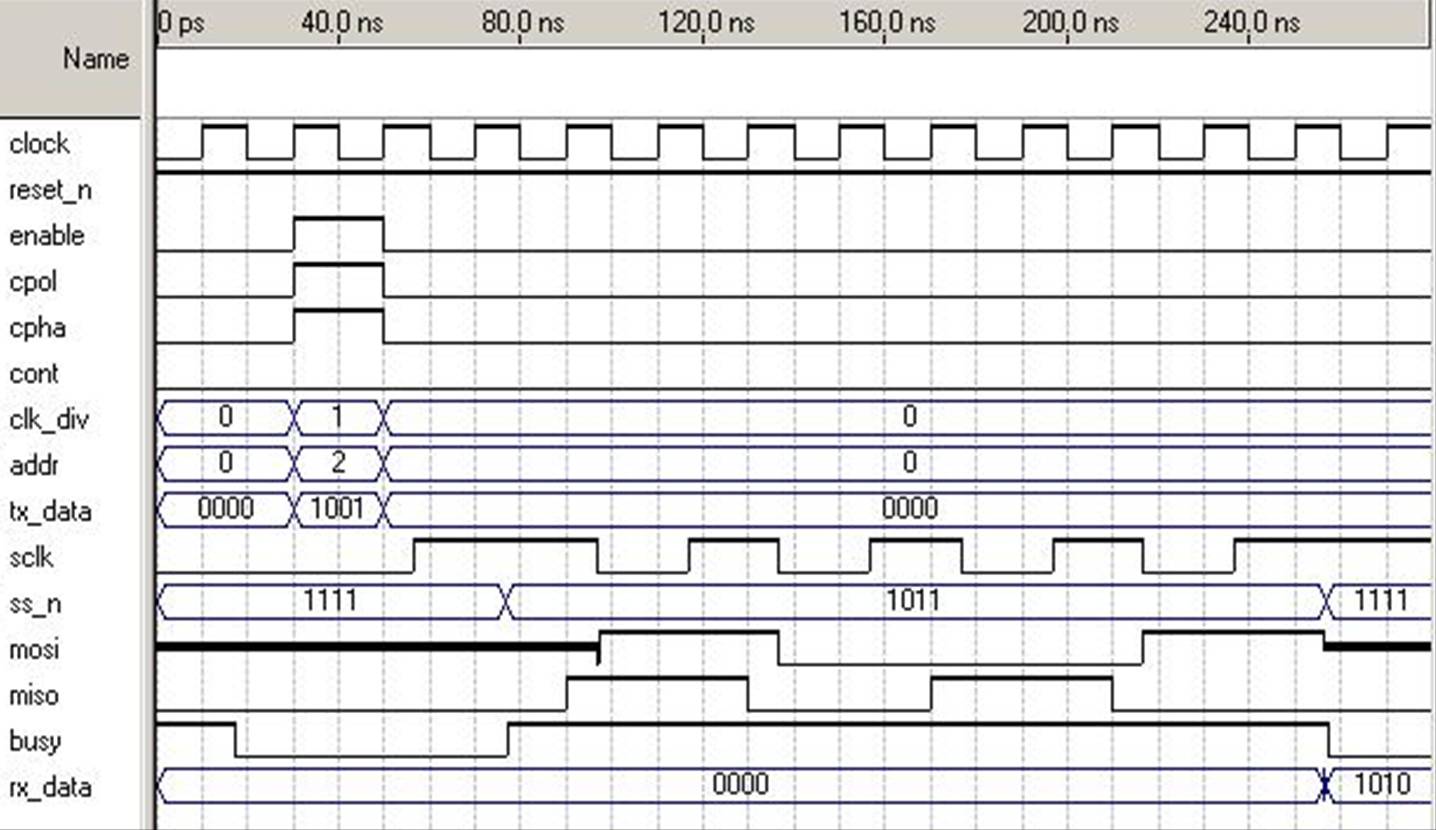 0 ps 40.0 ns 80.0 ns 120.0 ns 160.0 ns 200.0 ns 240.0 ns
Name
clock
reset_n
enable
cpol
cpha
cont
clk_div 0 1 0
addr 0 2 0
tx_data 0000 1001 0000
sclk
ss_n 1111 1011 1111
mosi
miso
busy
rx_data 0000 1010